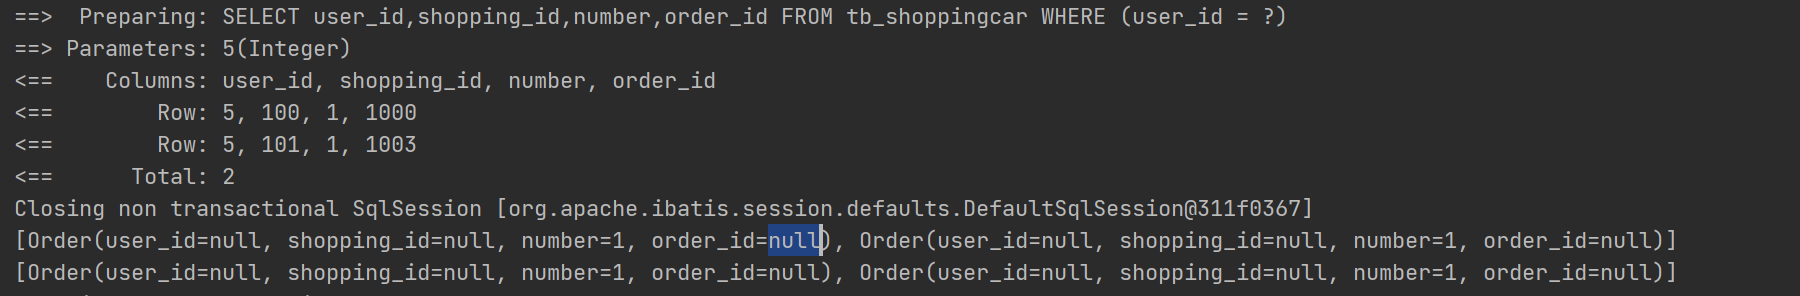 ==>  Preparing: SELECT user_id,shopping_id,number,order_id FROM tb_shoppingcar WHERE (user_id = ?)
==> Parameters: 5(Integer)
<==    Columns: user_id, shopping_id, number, order_id
<==        Row: 5, 100, 1, 1000
<==        Row: 5, 101, 1, 1003
<==      Total: 2
Closing non transactional SqlSession [org.apache.ibatis.session.defaults.DefaultSqlSession@311f0367]
[Order(user_id=null, shopping_id=null, number=1, order_id=null), Order(user_id=null, shopping_id=null, number=1, order_id=null)]
[Order(user_id=null, shopping_id=null, number=1, order_id=null), Order(user_id=null, shopping_id=null, number=1, order_id=null)]